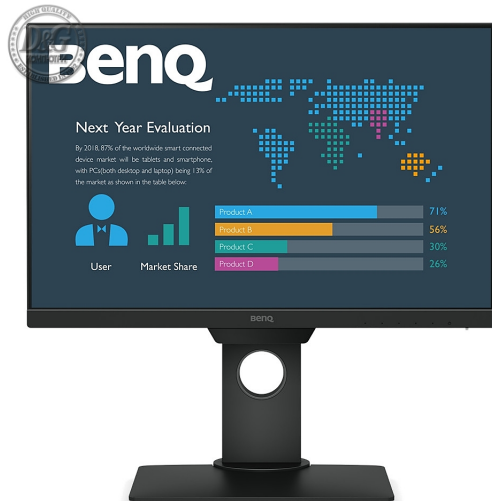 HIGH QUALITY
BenQ
Next Year Evaluation
By 2018, 87% of the worldwide smart connected
device market will be tablets and smartphone,
with PCs(both desktop and laptop) being 13% of
the market as shown in the table below:
Product A 71%
Product B 56%
Product C 30%
Product D 26%
User Market Share
BenQ